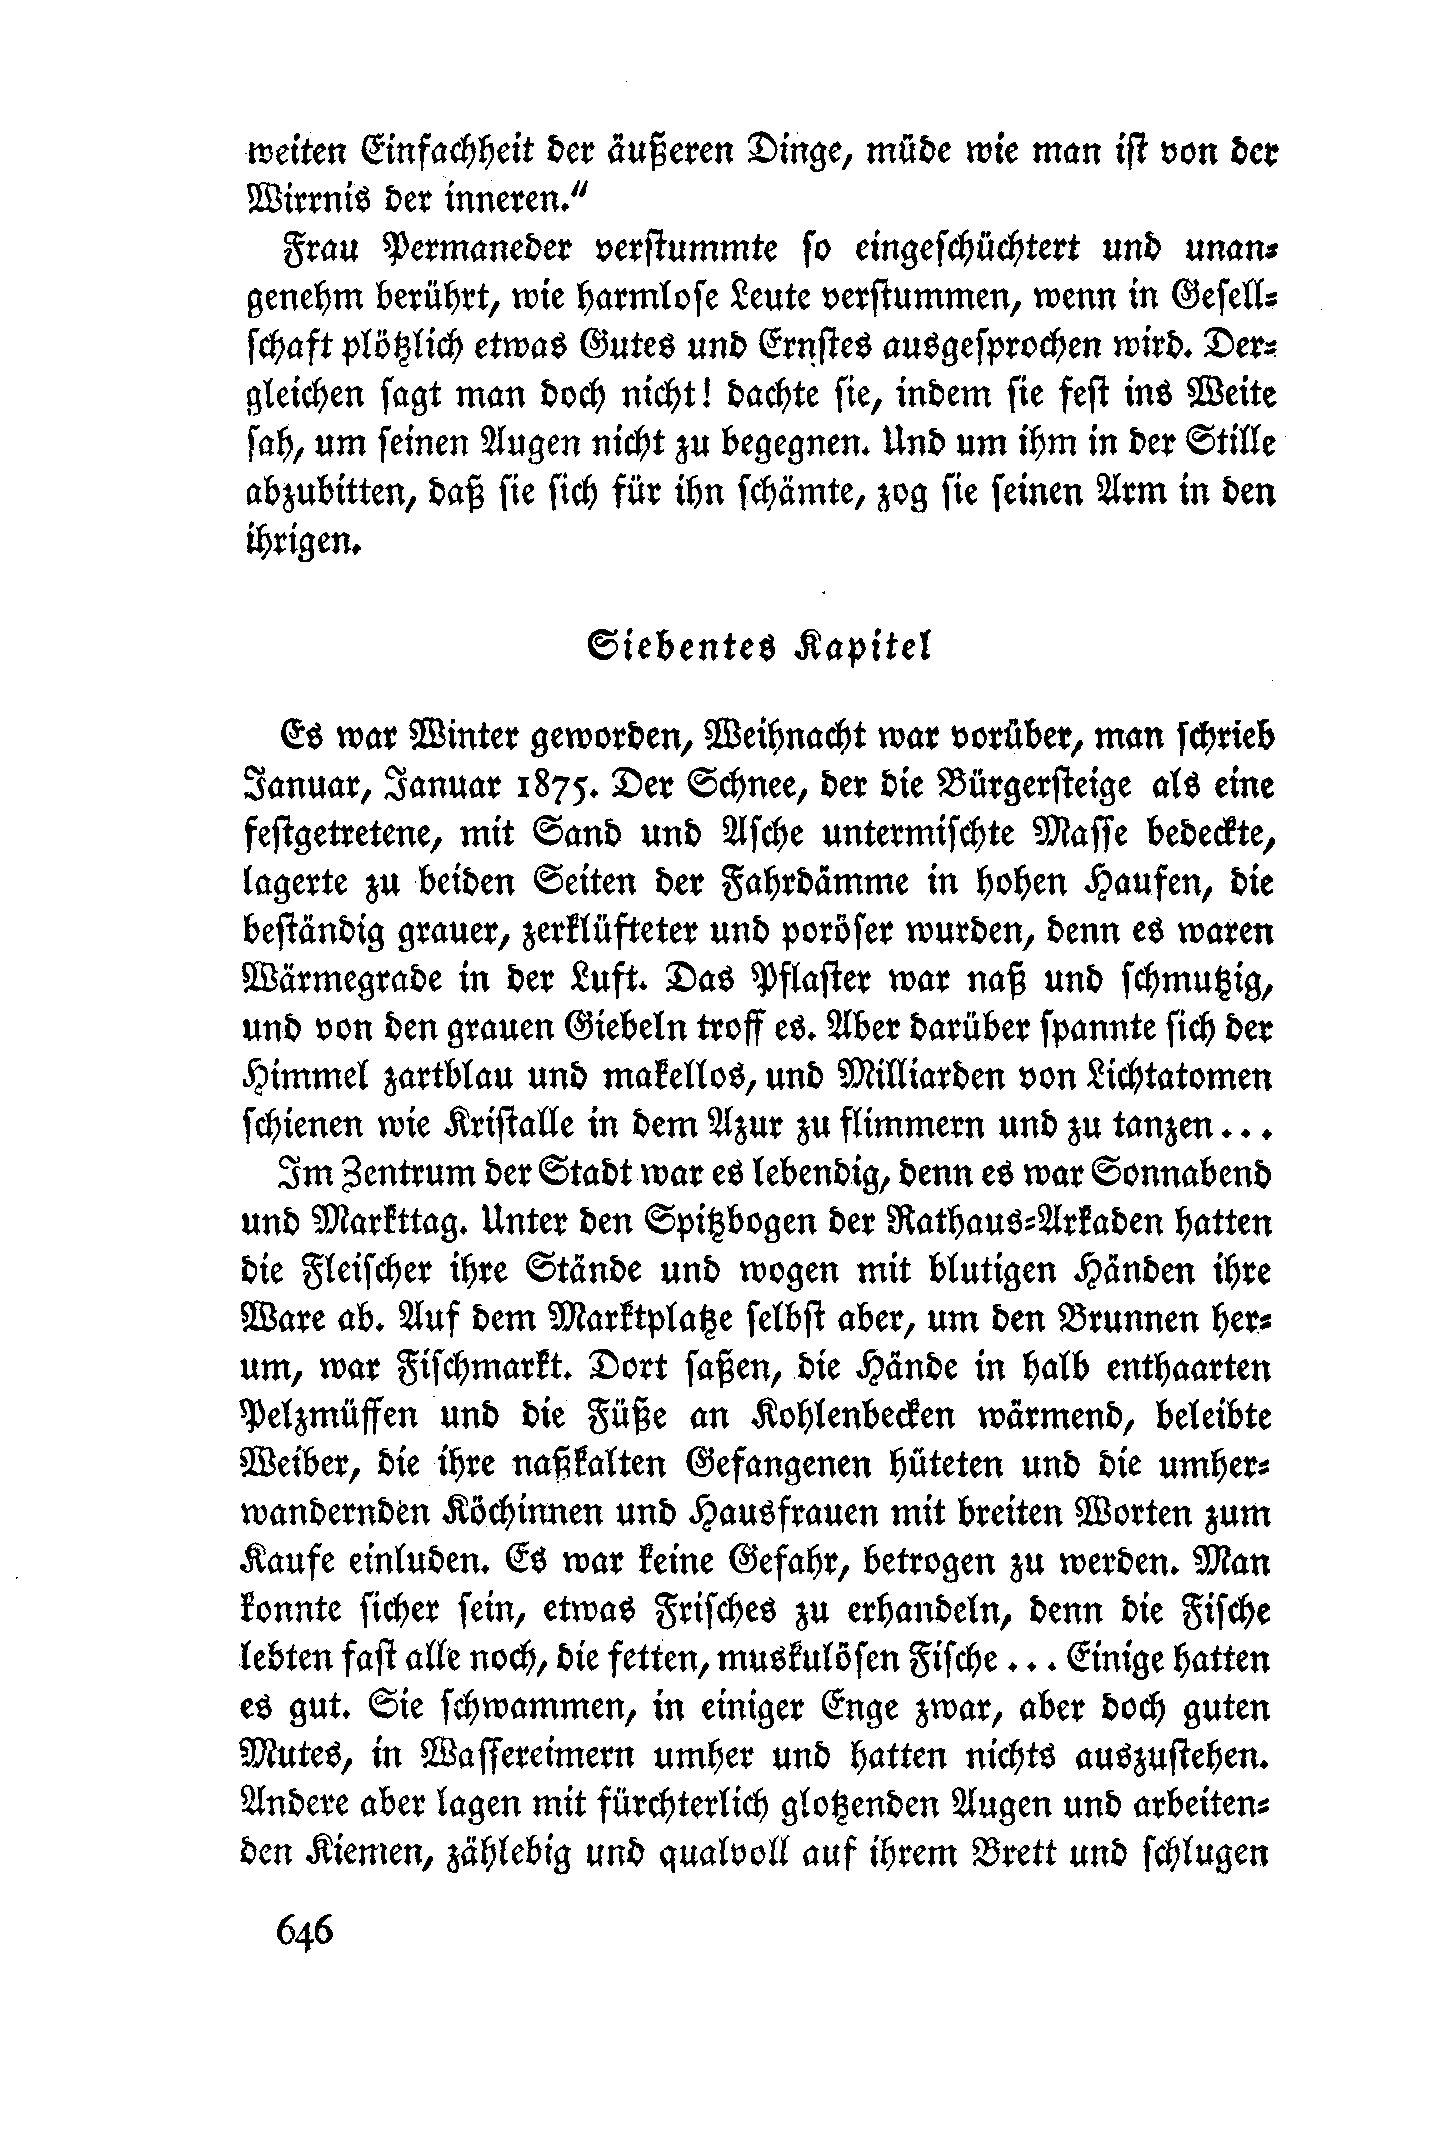 weiten Einfachheit der äußeren Dinge, müde wie man ist von der
Wirrnis der inneren.“
Frau Permaneder verstummte so eingeschüchtert und unan-
genehm berührt, wie harmlose Leute verstummen, wenn in Gesell-
schaft plötzlich etwas Gutes und Ernstes ausgesprochen wird. Der-
gleichen sagt man doch nicht! dachte sie, indem sie fest ins Weite
sah, um seinen Augen nicht zu begegnen. Und um ihm in der Stille
abzubitten, daß sie sich für ihn schämte, zog sie seinen Arm in den
ihrigen.
Siebentes Kapitel
Es war Winter geworden, Weihnacht war vorüber, man schrieb
Januar, Januar 1875. Der Schnee, der die Bürgersteige als eine
festgetretene, mit Sand und Asche untermischte Masse bedeckte,
lagerte zu beiden Seiten der Fahrdämme in hohen Haufen, die
beständig grauer, zerklüfteter und poröser wurden, denn es waren
Wärmegrade in der Luft. Das Pflaster war naß und schmutzig,
und von den grauen Giebeln troff es. Aber darüber spannte sich der
Himmel zartblau und makellos, und Milliarden von Lichtatomen
schienen wie Kristalle in dem Azur zu flimmern und zu tanzen...
Im Zentrum der Stadt war es lebendig, denn es war Sonnabend
und Markttag. Unter den Spitzbogen der Rathaus-Arkaden hatten
die Fleischer ihre Stände und wogen mit blutigen Händen ihre
Ware ab. Auf dem Marktplatze selbst aber, um den Brunnen her-
um, war Fischmarkt. Dort saßen, die Hände in halb enthaarten
Pelzmüffen und die Füße an Kohlenbecken wärmend, beleibte
Weiber, die ihre naßkalten Gefangenen hüteten und die umher-
wandernden Köchinnen und Hausfrauen mit breiten Worten zum
Kaufe einluden. Es war keine Gefahr, betrogen zu werden. Man
konnte sicher sein, etwas Frisches zu erhandeln, denn die Fische
lebten fast alle noch, die fetten, muskulösen Fische... Einige hatten
es gut. Sie schwammen, in einiger Enge zwar, aber doch guten
Mutes, in Wassereimern umher und hatten nichts auszustehen.
Andere aber lagen mit fürchterlich glotzenden Augen und arbeiten-
den Kiemen, zählebig und qualvoll auf ihrem Brett und schlugen
646